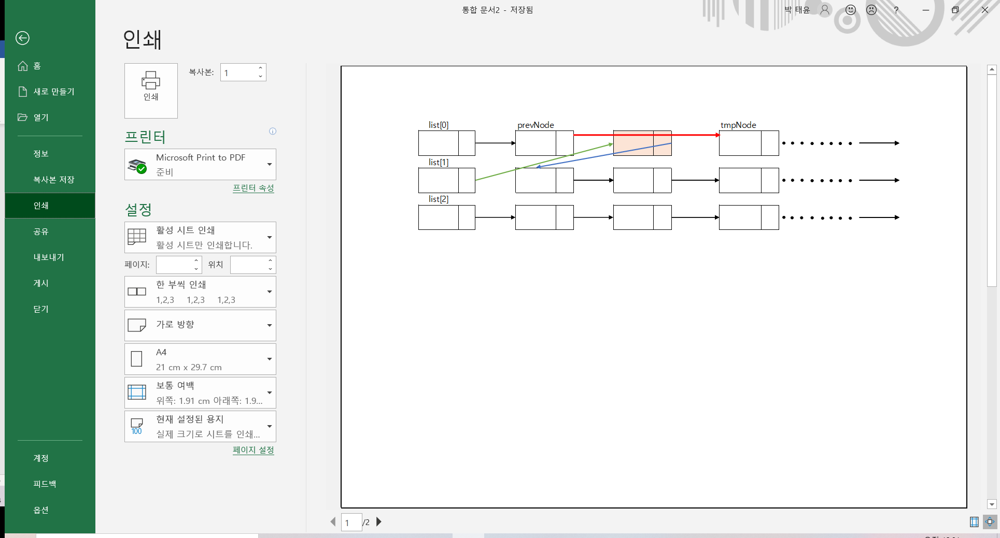 통합 문서2 - 저장됨
박 태윤
?
홈
새로 만들기
열기
정보
복사본 저장
인쇄
공유
내보내기
게시
닫기
계정
피드백
옵션
인쇄
인쇄
복사본: 1
프린터
Microsoft Print to PDF
준비
프린터 속성
설정
활성 시트 인쇄
활성 시트만 인쇄합니다.
페이지: 위치
한 부씩 인쇄
1,2,3 1,2,3 1,2,3
가로 방향
A4
21 cm x 29.7 cm
보통 여백
위쪽: 1.91 cm 아래쪽: 1.9...
현재 설정된 용지
100
실제 크기로 시트를 인쇄...
페이지 설정
list[0] prevNode tmpNode
list[1]
list[2]
1 /2